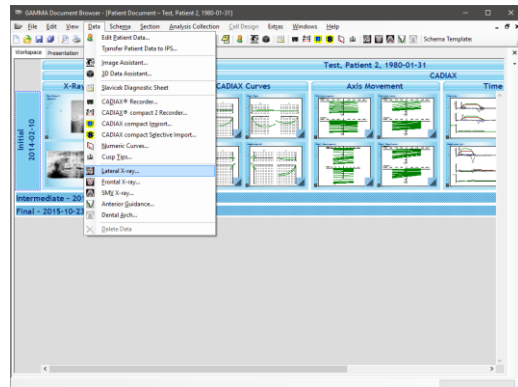 GAMMA Document Browser - [Patient Document – Test, Patient 2, 1980-01-31]
File Edit View Data Schema Section Analysis Collection Call Design Extras Windows Help
Schema Template:
Workspace Presentation
Test, Patient 2, 1980-01-31
CADIAX
X-Ray
CADIAX Curves
Axis Movement
Time
Initial
2014-02-10
Intermediate - 201
Final - 2015-10-23
Edit Patient Data...
Transfer Patient Data to IPS...
Image Assistant...
3D Data Assistant...
Slavicek Diagnostic Sheet
CADIAX® Recorder...
CADIAX® compact 2 Recorder...
CADIAX compact Import...
CADIAX compact Selective Import...
Numeric Curves...
Cusp Tips...
Lateral X-ray...
Frontal X-ray...
SMV X-ray...
Anterior Guidance...
Dental Arch...
Delete Data